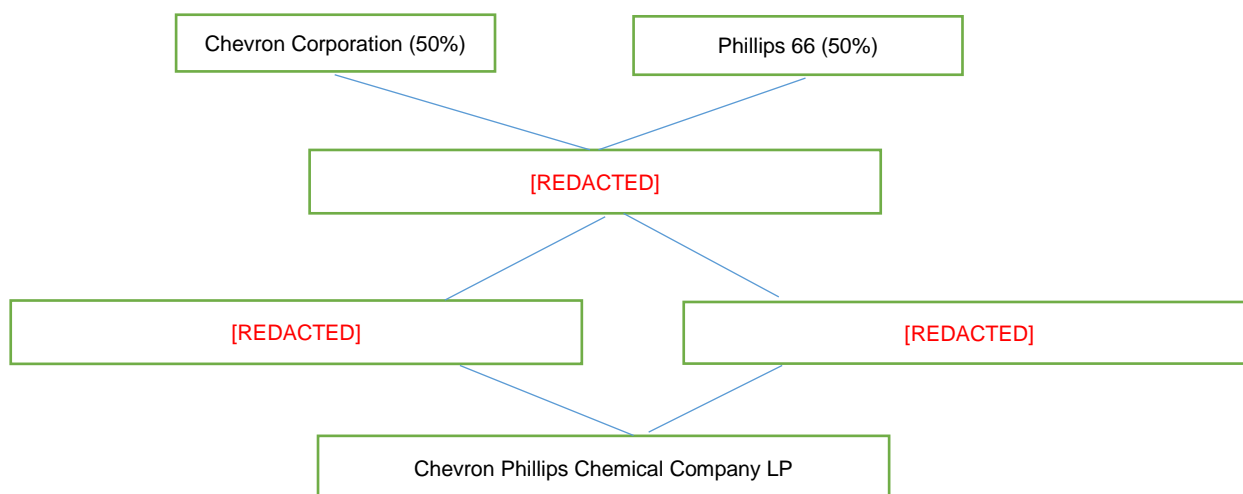 Chevron Corporation (50%)
Phillips 66 (50%)
[REDACTED]
[REDACTED]
[REDACTED]
Chevron Phillips Chemical Company LP